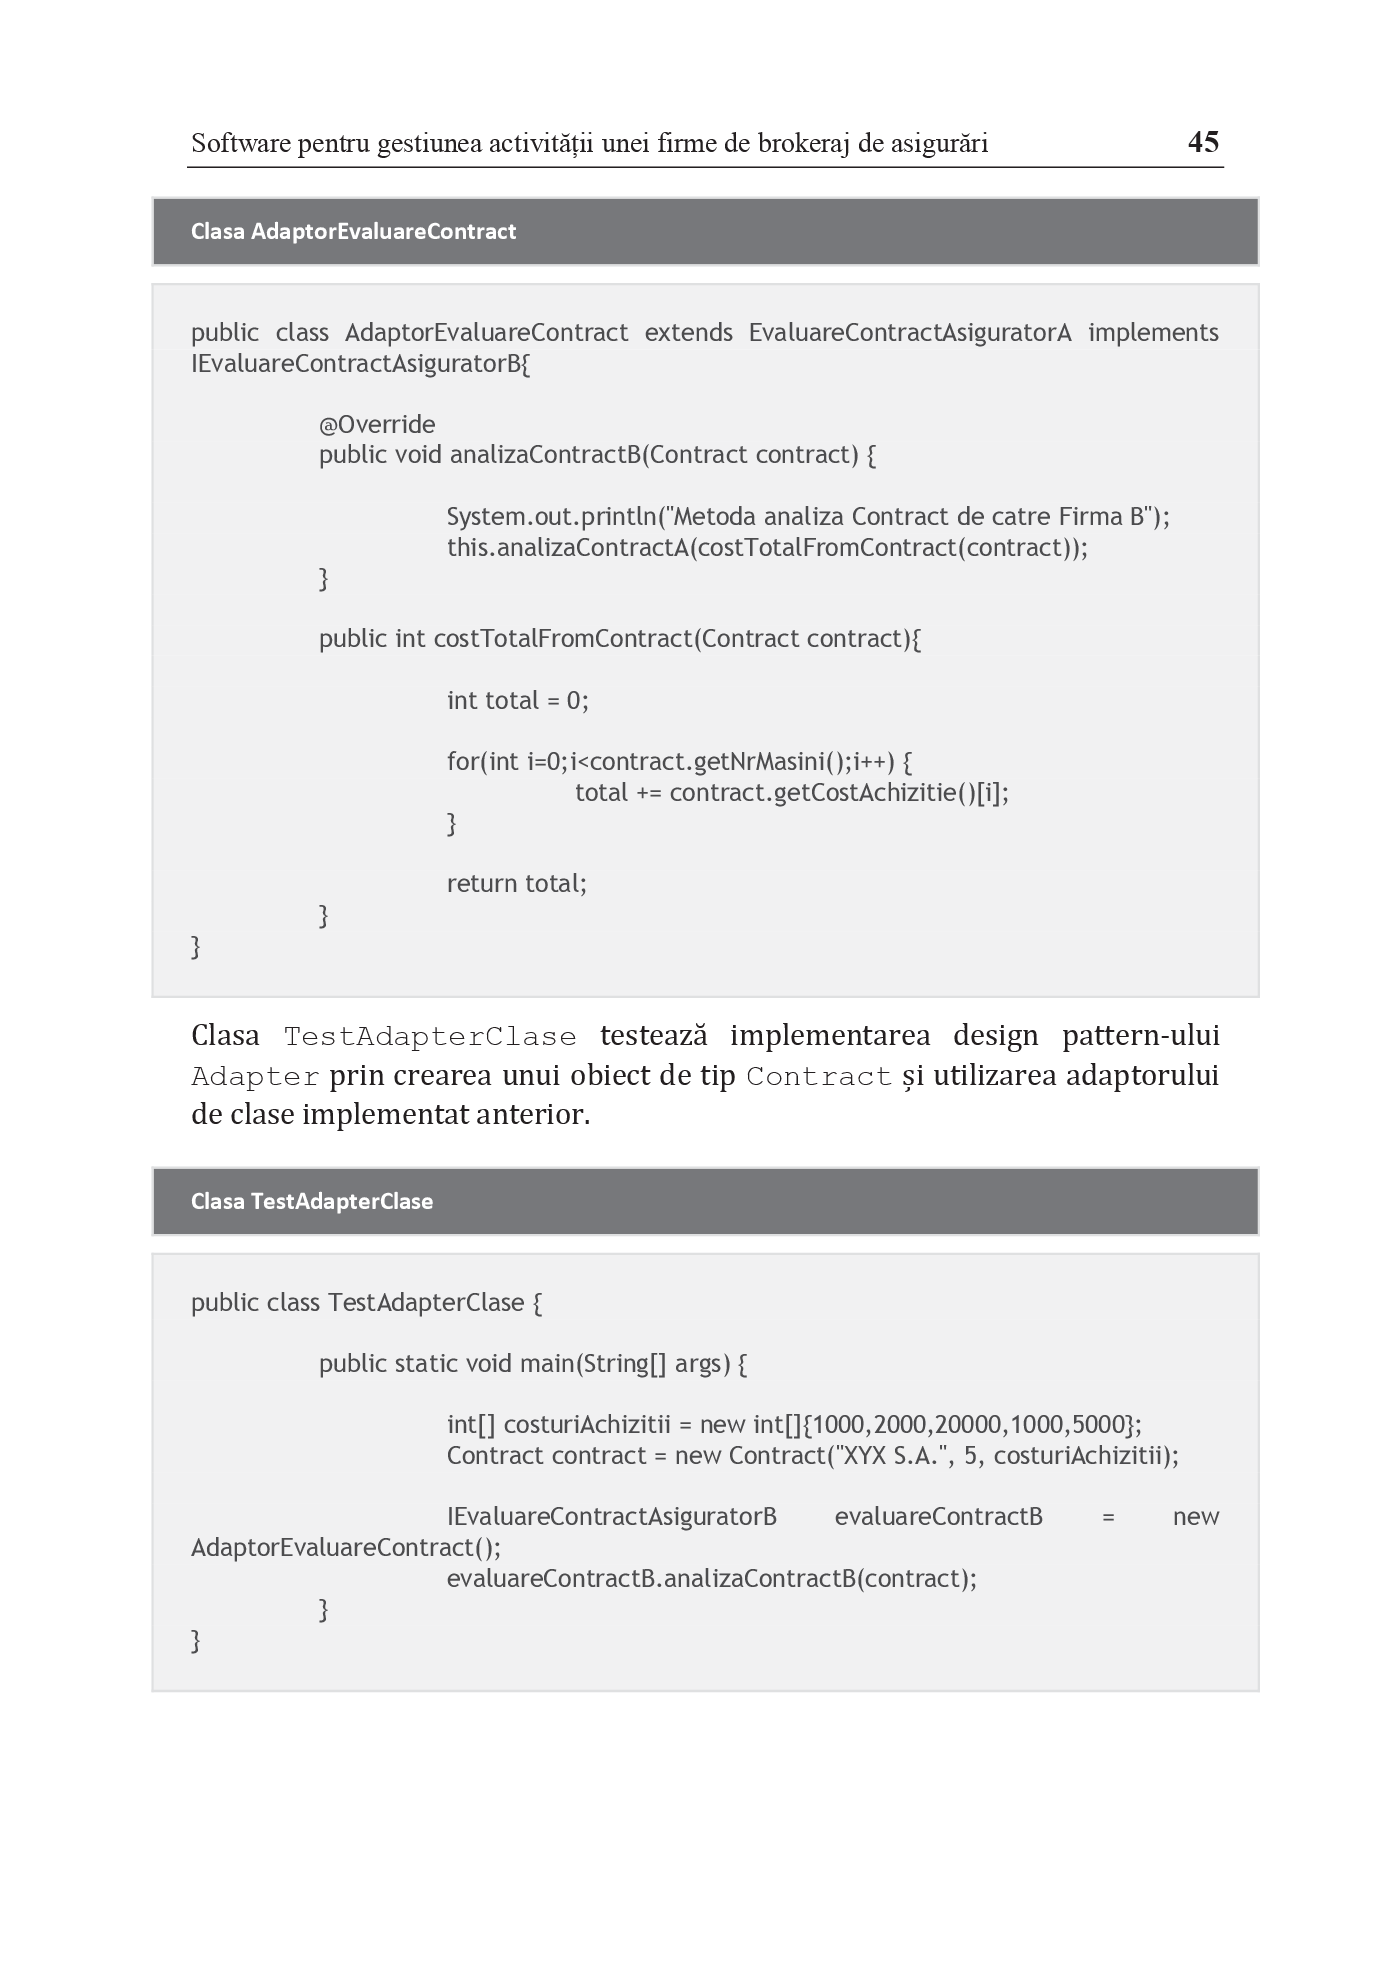 Software pentru gestiunea activității unei firme de brokeraj de asigurări 45
Clasa AdaptorEvaluareContract
public class AdaptorEvaluareContract extends EvaluareContractAsiguratorA implements
IEvaluareContractAsiguratorB{
@Override
public void analizaContractB(Contract contract) {
System.out.println("Metoda analiza Contract de catre Firma B");
this.analizaContractA(costTotalFromContract(contract));
}
public int costTotalFromContract(Contract contract){
int total = 0;
for(int i=0;i<contract.getNrMasini();i++) {
total += contract.getCostAchizitie()[i];
}
return total;
}
}
Clasa TestAdapterClase testează implementarea design pattern-ului
Adapter prin crearea unui obiect de tip Contract și utilizarea adaptorului
de clase implementat anterior.
Clasa TestAdapterClase
public class TestAdapterClase {
public static void main(String[] args) {
int[] costuriAchizitii = new int[]{1000,2000,20000,1000,5000};
Contract contract = new Contract("XYX S.A.", 5, costuriAchizitii);
IEvaluareContractAsiguratorB evaluareContractB = new
AdaptorEvaluareContract();
evaluareContractB.analizaContractB(contract);
}
}